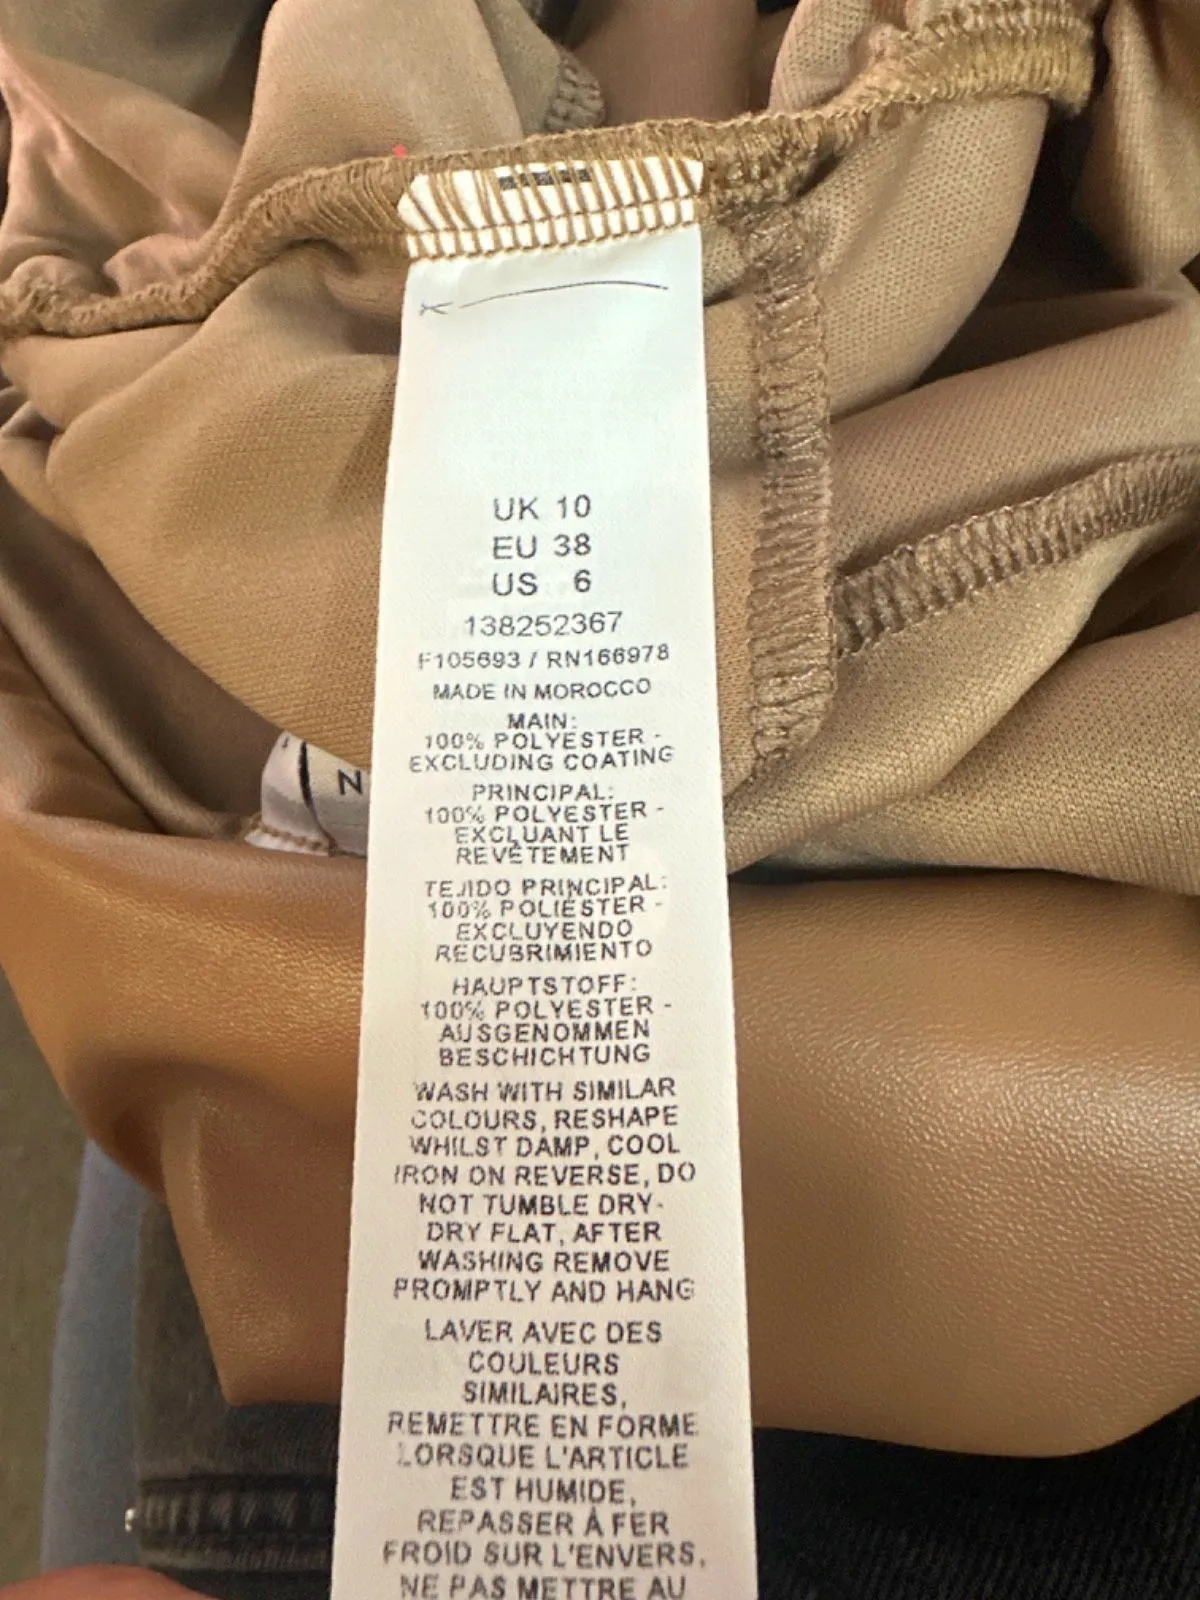 UK 10
EU 38
US 6
138252367
F105693 / RN166978
MADE IN MOROCCO
MAIN:
100% POLYESTER -
EXCLUDING COATING
PRINCIPAL:
100% POLYESTER -
EXCLUANT LE
REVÊTEMENT
TEJIDO PRINCIPAL:
100% POLIÉSTER -
EXCLUYENDO
RECUBRIMIENTO
HAUPTSTOFF:
100% POLYESTER -
AUSGENOMMEN
BESCHICHTUNG
WASH WITH SIMILAR
COLOURS, RESHAPE
WHILST DAMP, COOL
IRON ON REVERSE, DO
NOT TUMBLE DRY-
DRY FLAT, AFTER
WASHING REMOVE
PROMPTLY AND HANG
LAVER AVEC DES
COULEURS
SIMILAIRES,
REMETTRE EN FORME
LORSQUE L'ARTICLE
EST HUMIDE,
REPASSER À FER
FROID SUR L'ENVERS,
NE PAS METTRE AU
N